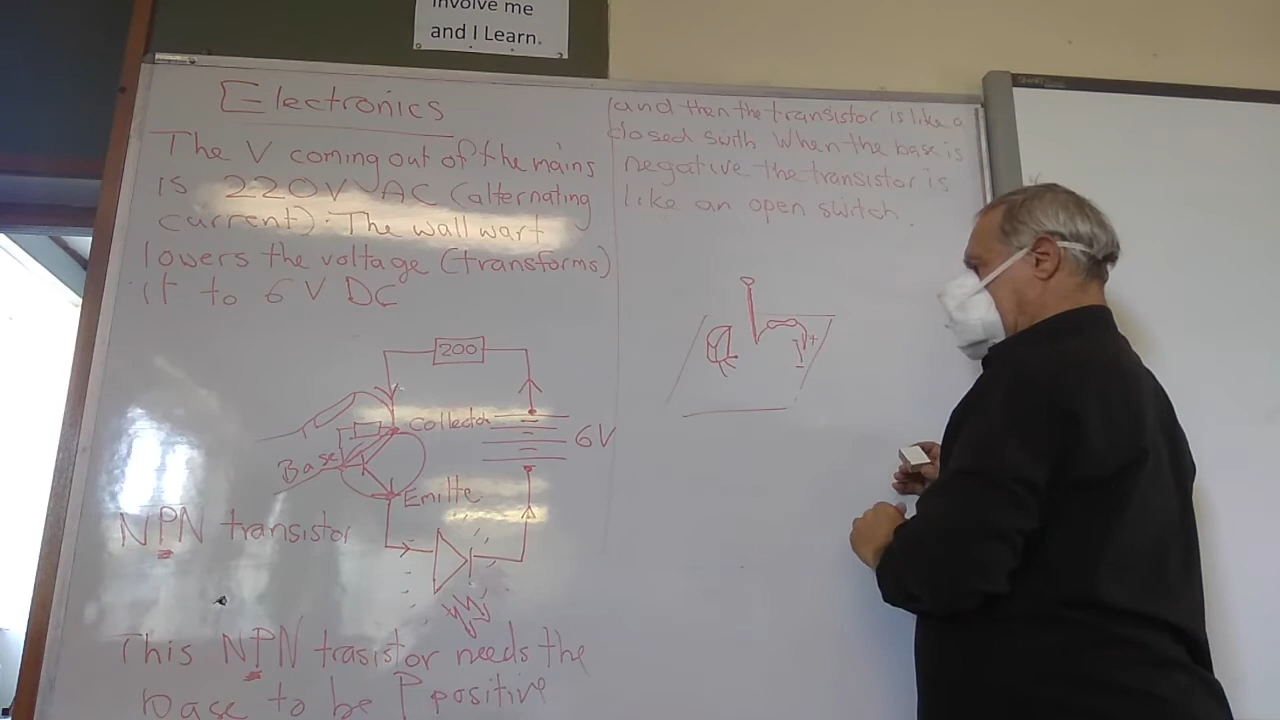 involve me
and I Learn.
Electronics
The V coming out of the mains
is 220V AC (alternating
current). The wall wart
lowers the voltage (transforms)
it to 6V DC
200
Collector
6V
Base
Emitte
NPN transistor
This NPN trasistor needs the
base to be P positive
(and then the transistor is like a
closed swith When the base is
negative the transistor is
like an open switch
V+